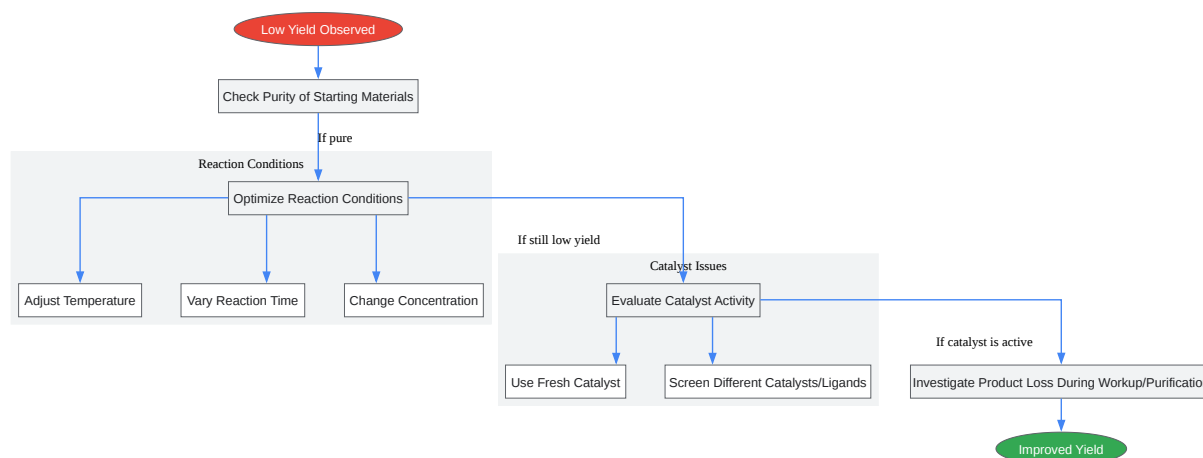 Low Yield Observed
Check Purity of Starting Materials
If pure
Reaction Conditions
Optimize Reaction Conditions
If still low yield
Adjust Temperature
Vary Reaction Time
Change Concentration
Catalyst Issues
Evaluate Catalyst Activity
If catalyst is active
Use Fresh Catalyst
Screen Different Catalysts/Ligands
Investigate Product Loss During Workup/Purificatio
Improved Yield